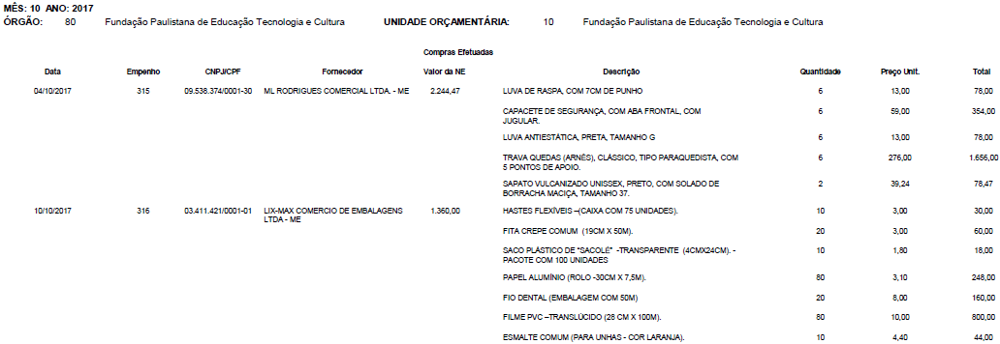 MÊS: 10 ANO: 2017
ÓRGÃO: 80 Fundação Paulistana de Educação Tecnologia e Cultura UNIDADE ORÇAMENTÁRIA: 10 Fundação Paulistana de Educação Tecnologia e Cultura
Compras Efetuadas
Data Empenho CNPJ/CPF Fornecedor Valor da NE Descrição Quantidade Preço Unit. Total
04/10/2017 315 09.538.374/0001-30 ML RODRIGUES COMERCIAL LTDA. - ME 2.244,47 LUVA DE RASPA, COM 7CM DE PUNHO 6 13,00 78,00
CAPACETE DE SEGURANÇA, COM ABA FRONTAL, COM 6 59,00 354,00
JUGULAR.
LUVA ANTIESTÁTICA, PRETA, TAMANHO G 6 13,00 78,00
TRAVA QUEDAS (ARNÊS), CLÁSSICO, TIPO PARAQUEDISTA, COM 6 276,00 1.656,00
5 PONTOS DE APOIO.
SAPATO VULCANIZADO UNISSEX, PRETO, COM SOLADO DE 2 39,24 78,47
BORRACHA MACIÇA, TAMANHO 37.
10/10/2017 316 03.411.421/0001-01 LIX-MAX COMERCIO DE EMBALAGENS 1.360,00 HASTES FLEXÍVEIS –(CAIXA COM 75 UNIDADES). 10 3,00 30,00
LTDA - ME
FITA CREPE COMUM (19CM X 50M). 20 3,00 60,00
SACO PLÁSTICO DE “SACOLÉ” -TRANSPARENTE (4CMX24CM). - 10 1,80 18,00
PACOTE COM 100 UNIDADES
PAPEL ALUMÍNIO (ROLO -30CM X 7,5M). 80 3,10 248,00
FIO DENTAL (EMBALAGEM COM 50M) 20 8,00 160,00
FILME PVC –TRANSLÚCIDO (28 CM X 100M). 80 10,00 800,00
ESMALTE COMUM (PARA UNHAS - COR LARANJA). 10 4,40 44,00